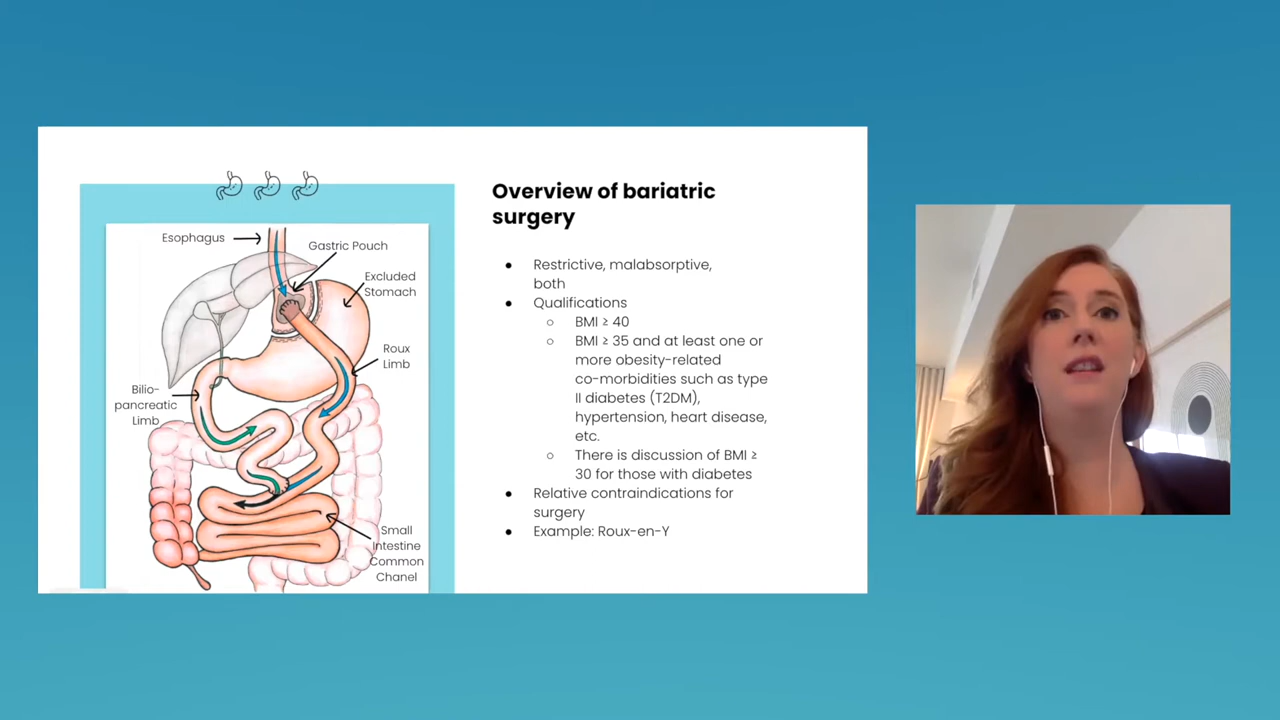 Overview of bariatric
surgery
Esophagus
Gastric Pouch
Excluded
Stomach
Roux
Limb
Bilio-
pancreatic
Limb
Small
Intestine
Common
Chanel
● Restrictive, malabsorptive,
both
● Qualifications
○ BMI ≥ 40
○ BMI ≥ 35 and at least one or
more obesity-related
co-morbidities such as type
II diabetes (T2DM),
hypertension, heart disease,
etc.
○ There is discussion of BMI ≥
30 for those with diabetes
● Relative contraindications for
surgery
● Example: Roux-en-Y